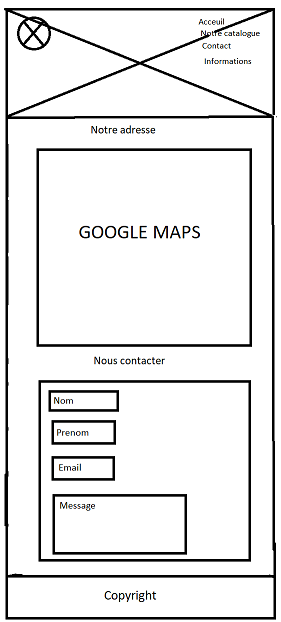 Acceuil
Notre catalogue
Contact
Informations
Notre adresse
GOOGLE MAPS
Nous contacter
Nom
Prenom
Email
Message
Copyright